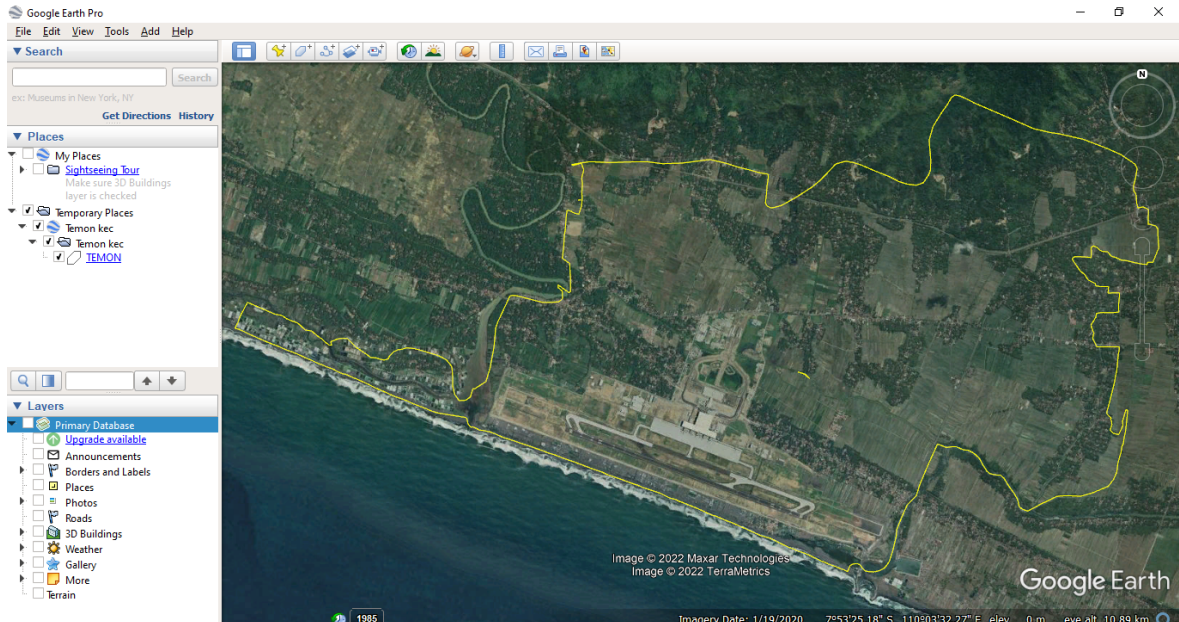 Google Earth Pro
File Edit View Tools Add Help
Search
Search
ex: Museums in New York, NY
Get Directions History
Places
My Places
Sightseeing Tour
Make sure 3D Buildings
layer is checked
Temporary Places
Temon kec
Temon kec
TEMON
Layers
Primary Database
Upgrade available
Announcements
Borders and Labels
Places
Photos
Roads
3D Buildings
Weather
Gallery
More
Terrain
N
Image © 2022 Maxar Technologies
Image © 2022 TerraMetrics
Google Earth
1985
Imagery Date: 1/19/2020 7°53'25.18" S 110°03'32.27" E elev 0 m eye alt 10.89 km